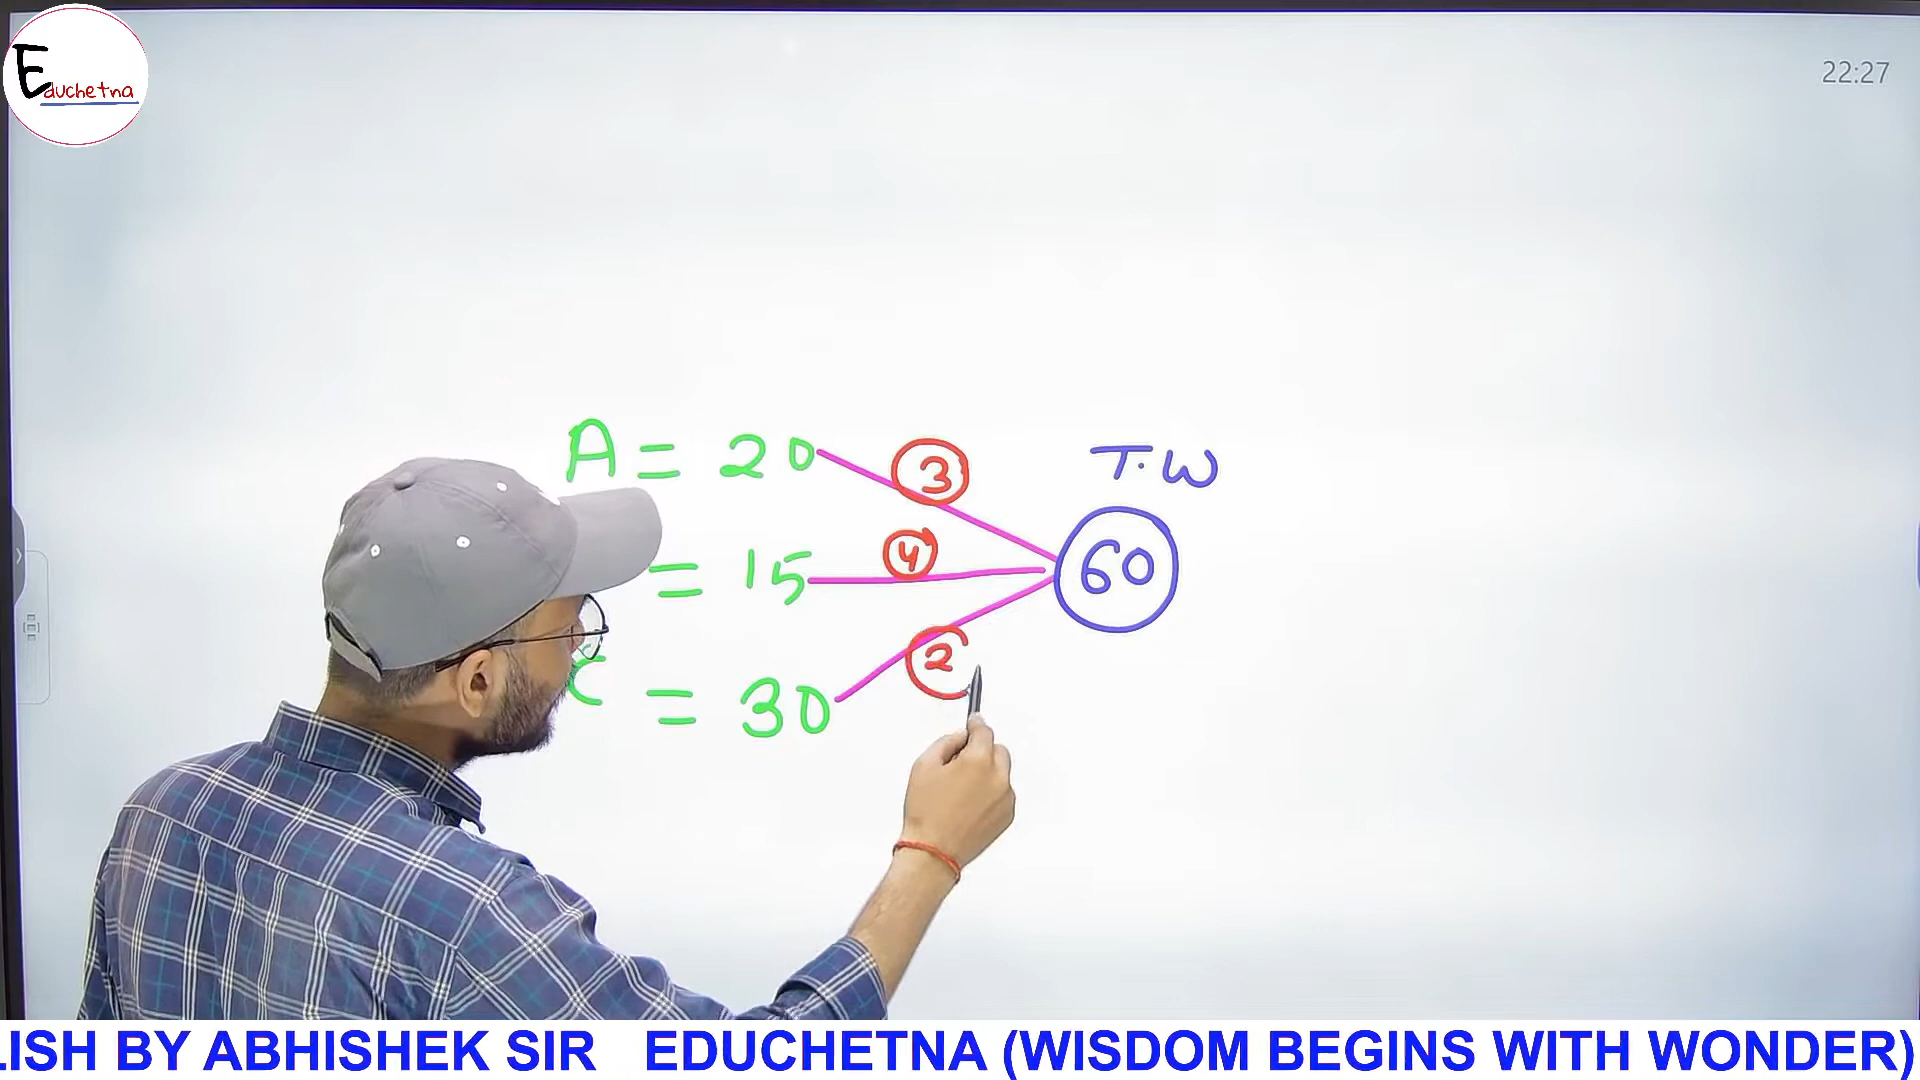 Educhetna
22:27
A = 20
3
T.W
= 15
4
60
C = 30
2
LISH BY ABHISHEK SIR EDUCHETNA (WISDOM BEGINS WITH WONDER)